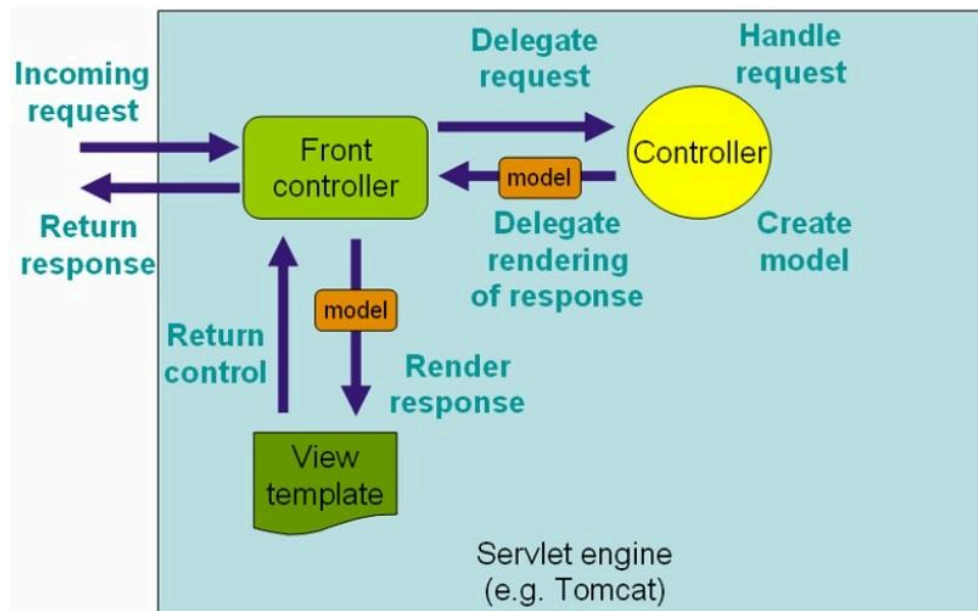 Incoming
request
Return
response
Front
controller
Delegate
request
Handle
request
Controller
model
Delegate
rendering
of response
Create
model
model
Return
control
Render
response
View
template
Servlet engine
(e.g. Tomcat)